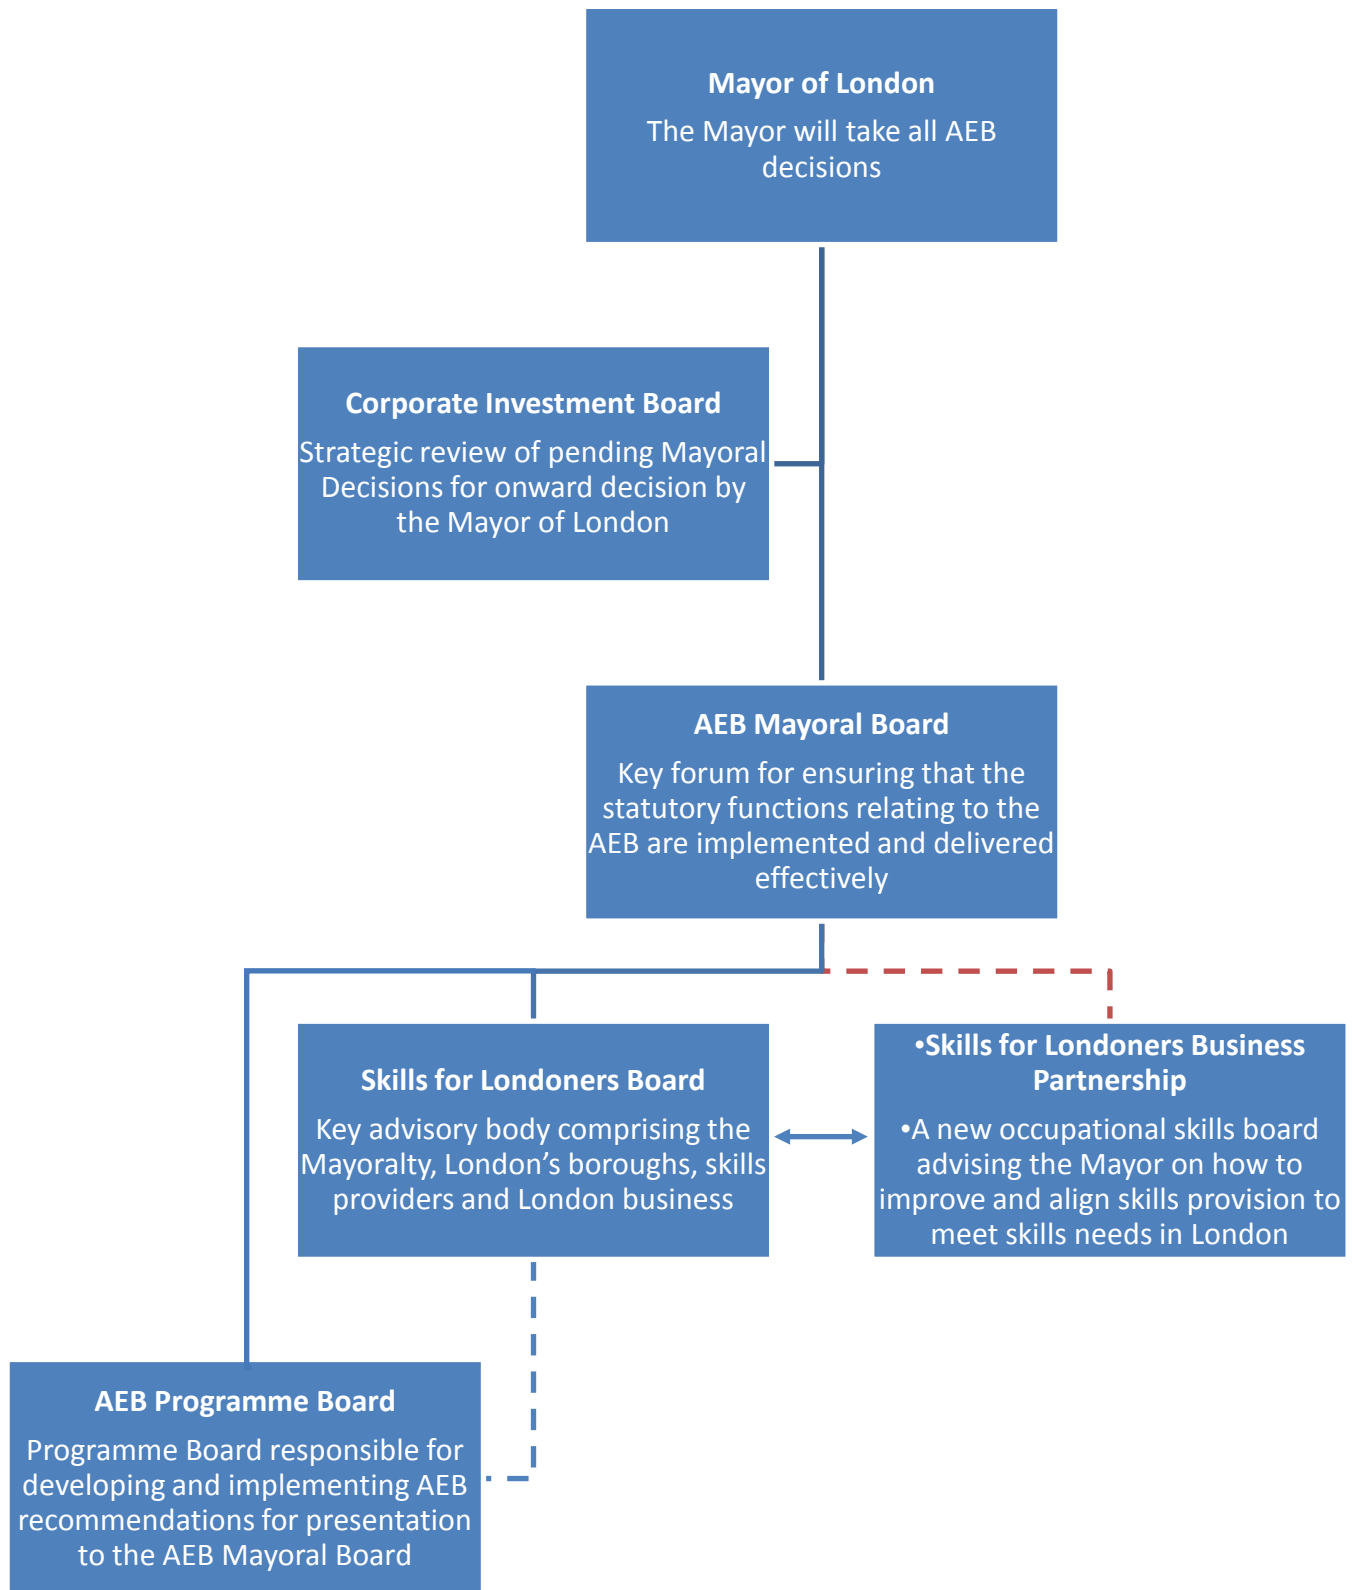 Mayor of London
The Mayor will take all AEB
decisions
Corporate Investment Board
Strategic review of pending Mayoral
Decisions for onward decision by
the Mayor of London
AEB Mayoral Board
Key forum for ensuring that the
statutory functions relating to the
AEB are implemented and delivered
effectively
Skills for Londoners Board
Key advisory body comprising the
Mayoralty, London’s boroughs, skills
providers and London business
•Skills for Londoners Business
Partnership
•A new occupational skills board
advising the Mayor on how to
improve and align skills provision to
meet skills needs in London
AEB Programme Board
Programme Board responsible for
developing and implementing AEB
recommendations for presentation
to the AEB Mayoral Board